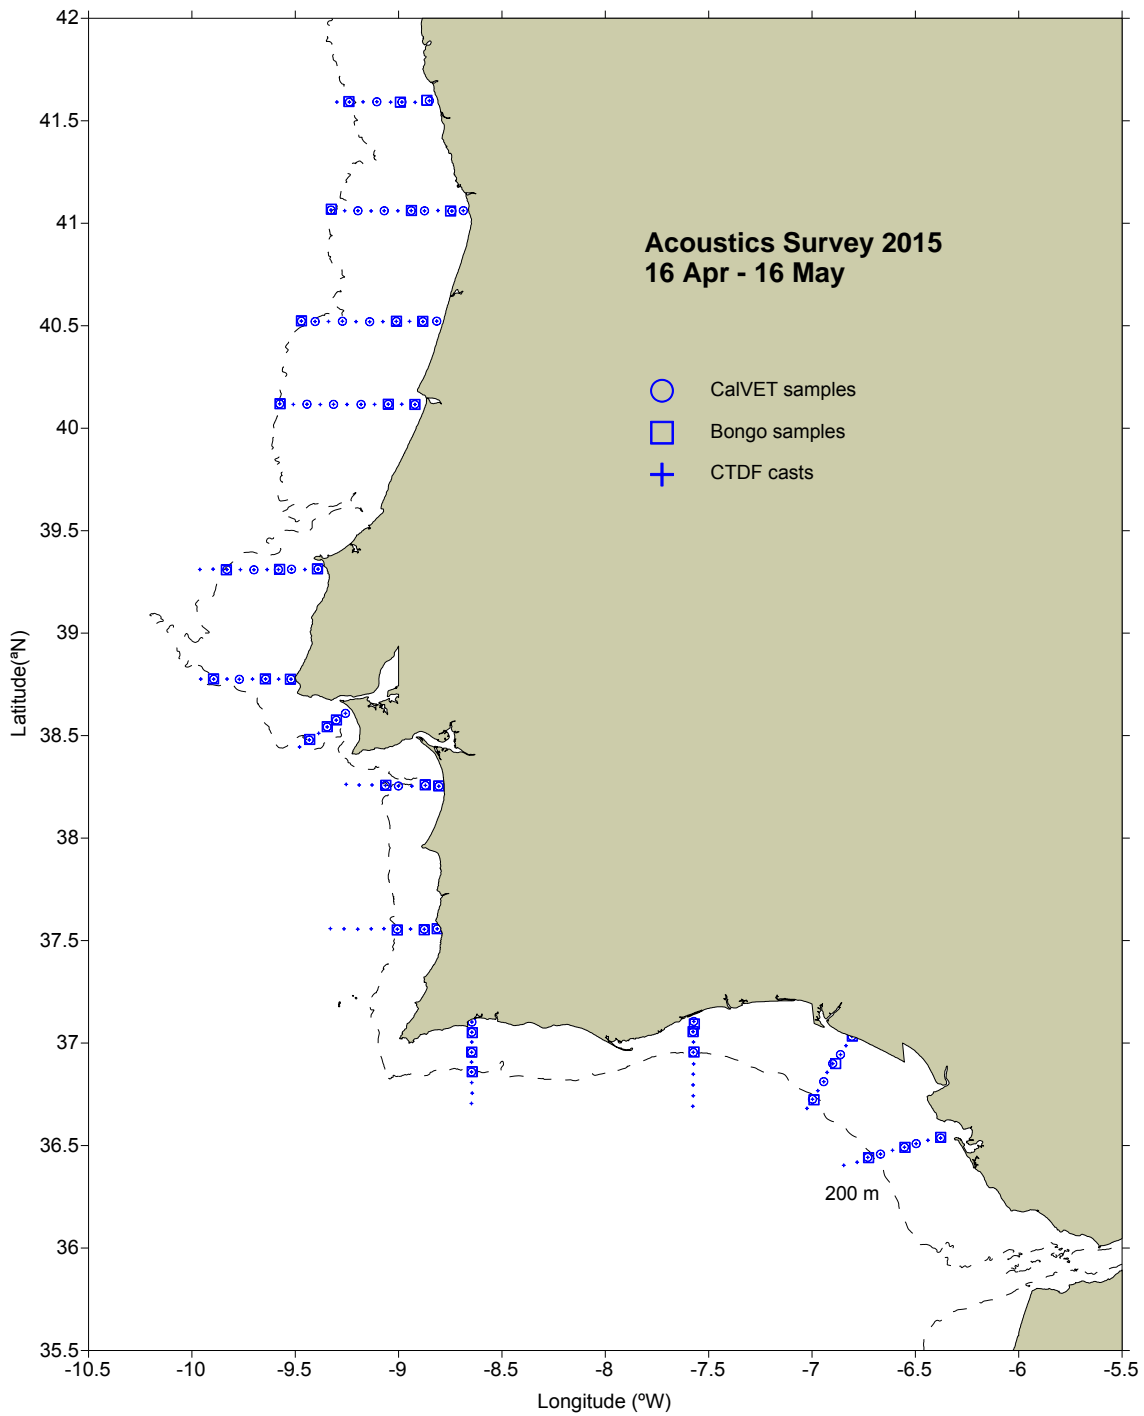 42
41.5
41
40.5
40
39.5
39
38.5
38
37.5
37
36.5
36
35.5
Latitude(ªN)
Acoustics Survey 2015
16 Apr - 16 May
CalVET samples
Bongo samples
CTDF casts
200 m
-10.5 -10 -9.5 -9 -8.5 -8 -7.5 -7 -6.5 -6 -5.5
Longitude (ºW)